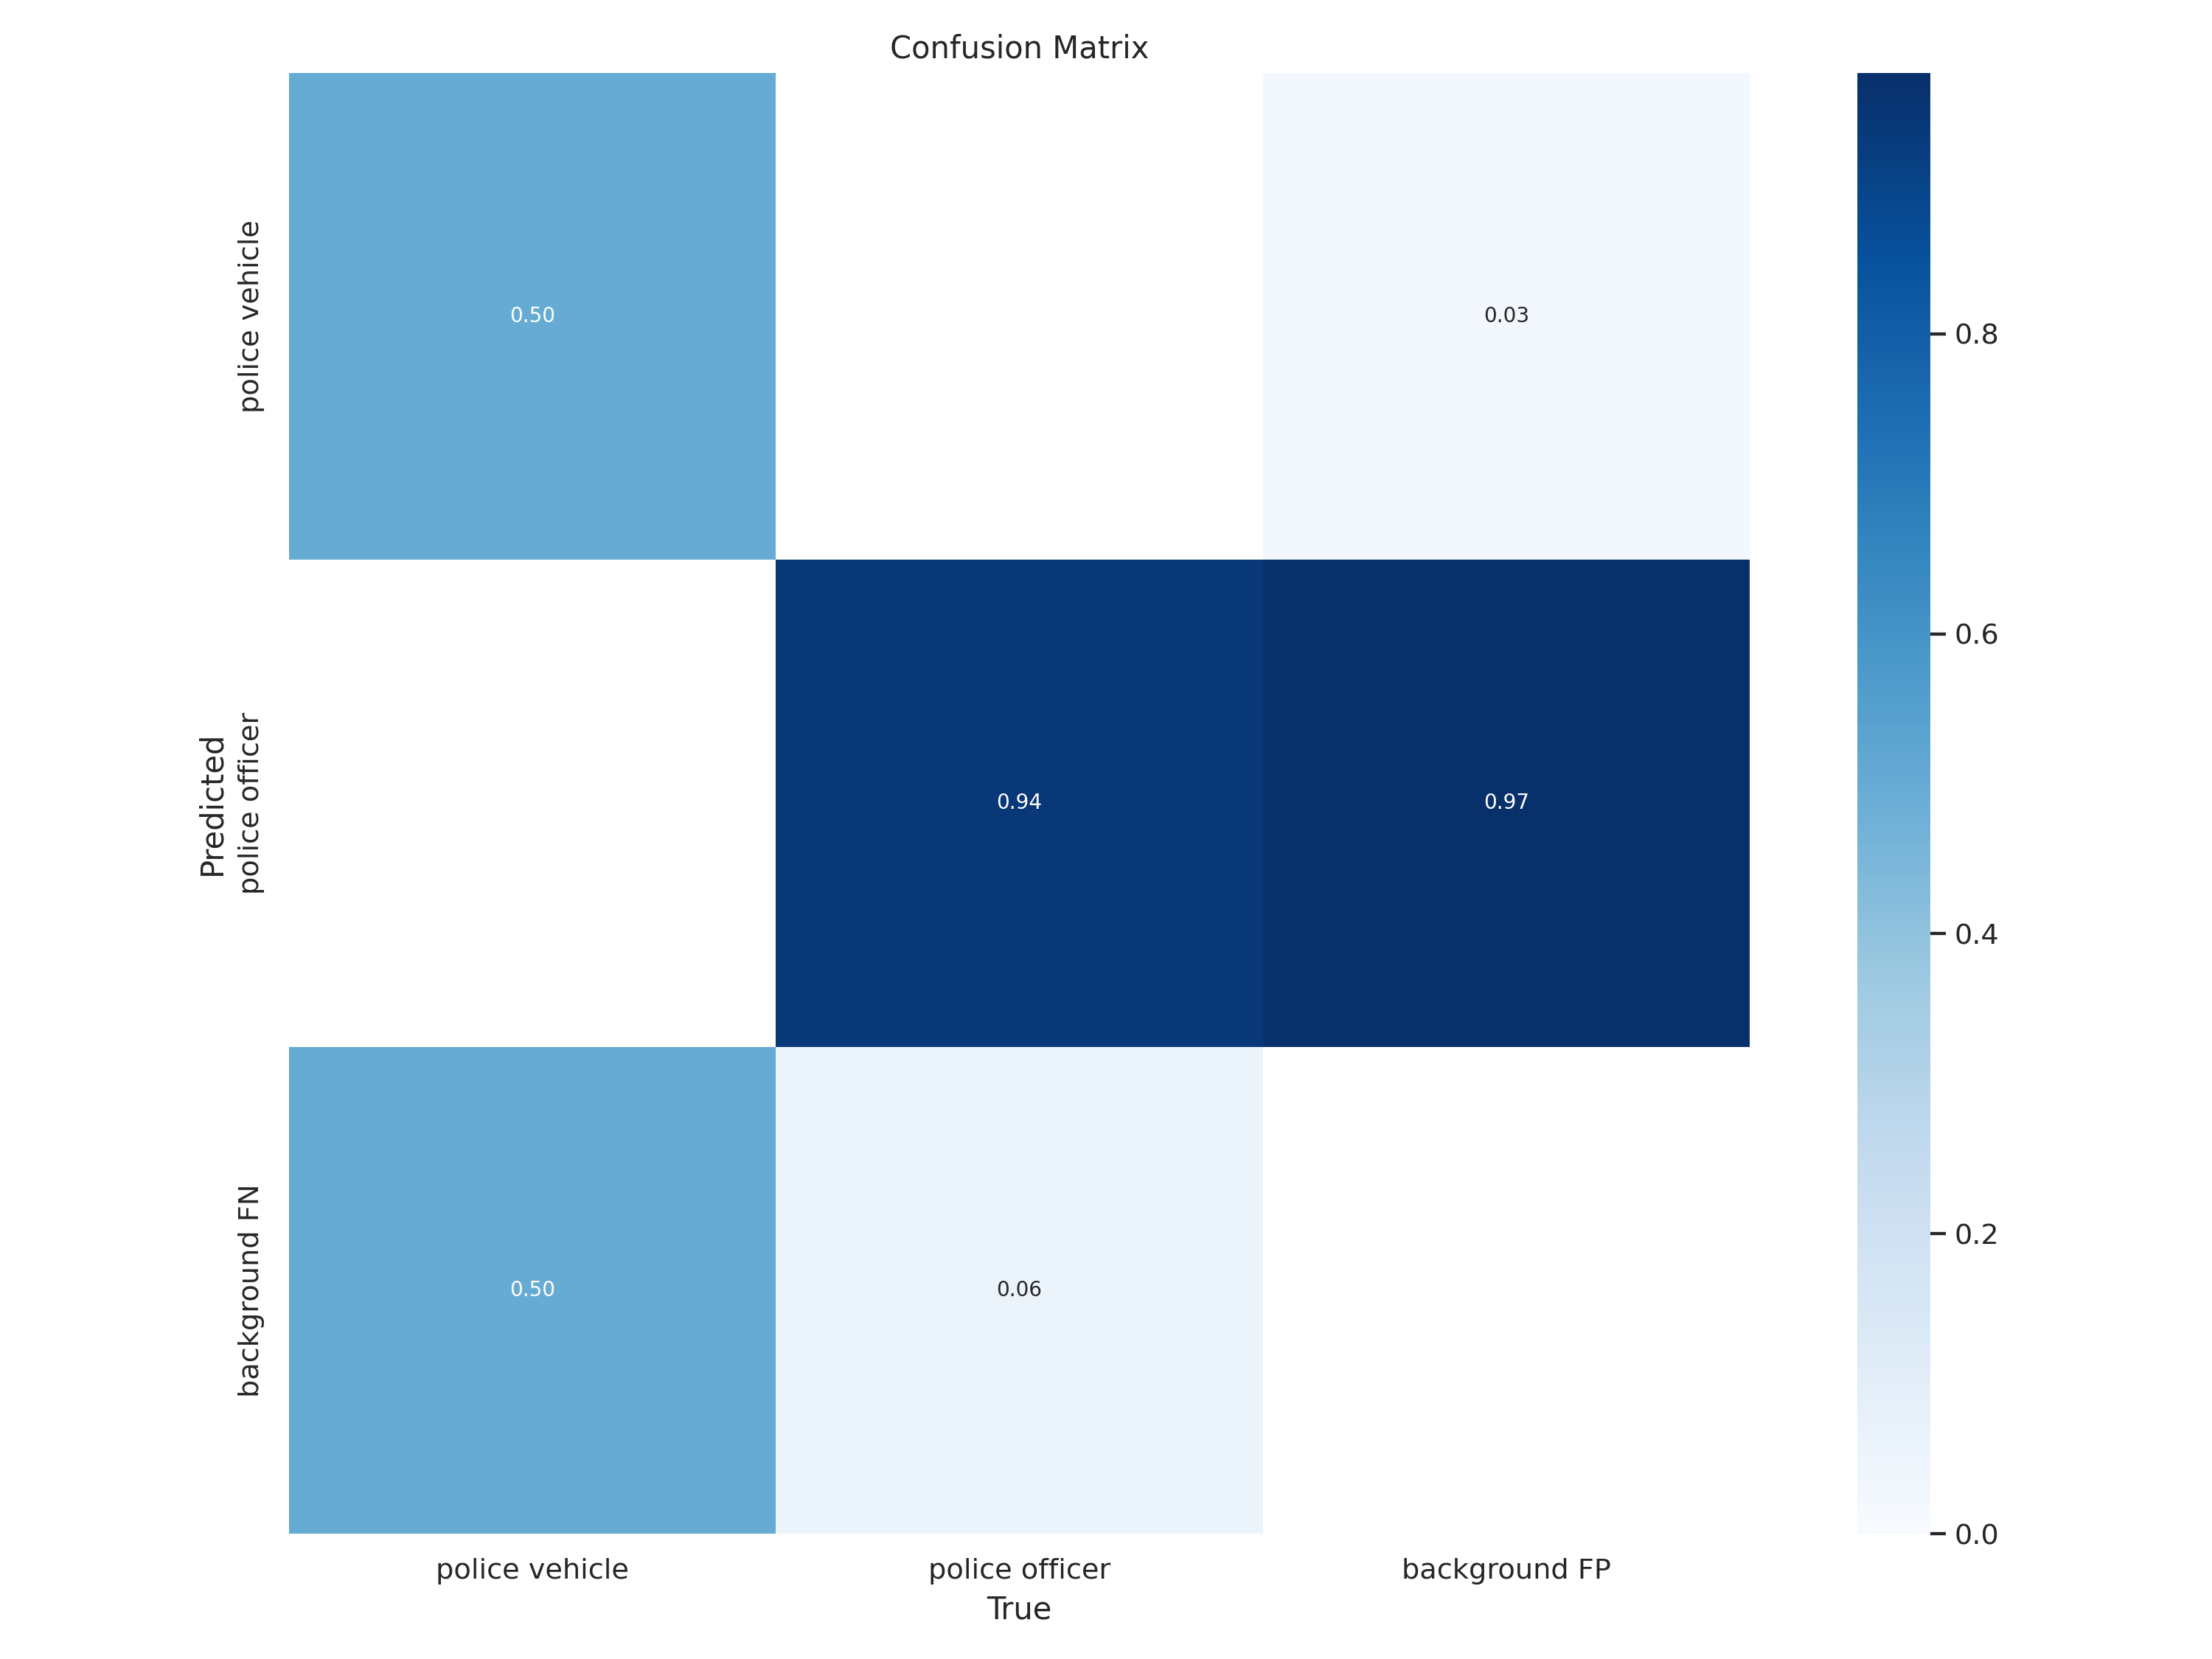 Confusion Matrix
Predicted
police vehicle
police officer
background FN
0.50
0.03
0.94
0.97
0.50
0.06
police vehicle
police officer
background FP
True
0.8
0.6
0.4
0.2
0.0